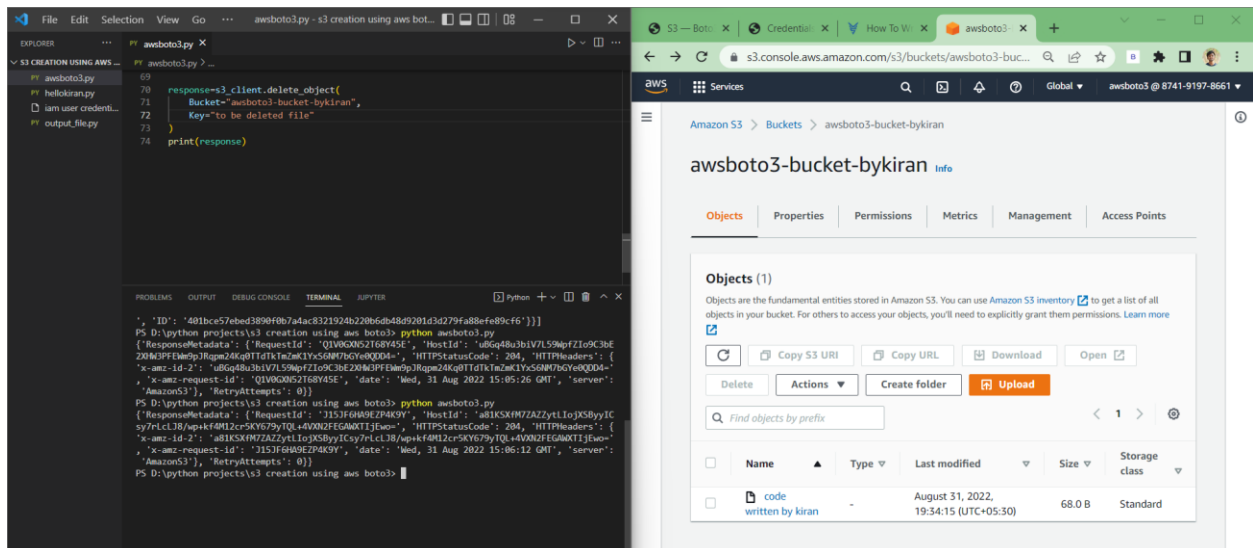 File Edit Selection View Go ··· awsboto3.py - s3 creation using aws bot...
EXPLORER ··· PY awsboto3.py ×
S3 CREATION USING AWS ... PY awsboto3.py > ...
PY awsboto3.py
PY hellokiran.py
iam user credenti...
PY output_file.py
69
70 response=s3_client.delete_object(
71 Bucket="awsboto3-bucket-bykiran",
72 Key="to be deleted file"
73 )
74 print(response)
PROBLEMS OUTPUT DEBUG CONSOLE TERMINAL JUPYTER Python
', 'ID': '401bce57ebed3890f0b7a4ac8321924b220b6db48d9201d3d279fa88efe89cf6'}}]
PS D:\python projects\s3 creation using aws boto3> python awsboto3.py
{'ResponseMetadata': {'RequestId': 'Q1V0GXN52T68Y45E', 'HostId': 'uBGq48u3biV7L59WpfZIo9C3bE
2XHW3PFEWm9pJRqpm24Kq0TTdTkTmZmK1YxS6NM7bGYe0QDD4=', 'HTTPStatusCode': 204, 'HTTPHeaders': {
'x-amz-id-2': 'uBGq48u3biV7L59WpfZIo9C3bE2XHW3PFEWm9pJRqpm24Kq0TTdTkTmZmK1YxS6NM7bGYe0QDD4='
, 'x-amz-request-id': 'Q1V0GXN52T68Y45E', 'date': 'Wed, 31 Aug 2022 15:05:26 GMT', 'server':
'AmazonS3'}, 'RetryAttempts': 0}}
PS D:\python projects\s3 creation using aws boto3> python awsboto3.py
{'ResponseMetadata': {'RequestId': 'J15JF6HA9EZP4K9Y', 'HostId': 'a81KSXfM7ZAZZytLIojXSByyIC
sy7rLcLJ8/wp+kf4M12cr5KY679yTQL+4VXN2FEGAWXTIjEwo=', 'HTTPStatusCode': 204, 'HTTPHeaders': {
'x-amz-id-2': 'a81KSXfM7ZAZZytLIojXSByyICsy7rLcLJ8/wp+kf4M12cr5KY679yTQL+4VXN2FEGAWXTIjEwo='
, 'x-amz-request-id': 'J15JF6HA9EZP4K9Y', 'date': 'Wed, 31 Aug 2022 15:06:12 GMT', 'server':
'AmazonS3'}, 'RetryAttempts': 0}}
PS D:\python projects\s3 creation using aws boto3>
S3 — Boto × Credential × How To W × awsboto3- × +
s3.console.aws.amazon.com/s3/buckets/awsboto3-buc...
aws Services Global ▼ awsboto3 @ 8741-9197-8661 ▼
Amazon S3 > Buckets > awsboto3-bucket-bykiran
awsboto3-bucket-bykiran Info
Objects Properties Permissions Metrics Management Access Points
Objects (1)
Objects are the fundamental entities stored in Amazon S3. You can use Amazon S3 inventory to get a list of all
objects in your bucket. For others to access your objects, you'll need to explicitly grant them permissions. Learn more
Copy S3 URI Copy URL Download Open
Delete Actions ▼ Create folder Upload
Find objects by prefix < 1 >
Name ▲ Type ▽ Last modified ▽ Size ▽ Storage
class ▽
code August 31, 2022,
written by kiran - 19:34:15 (UTC+05:30) 68.0 B Standard